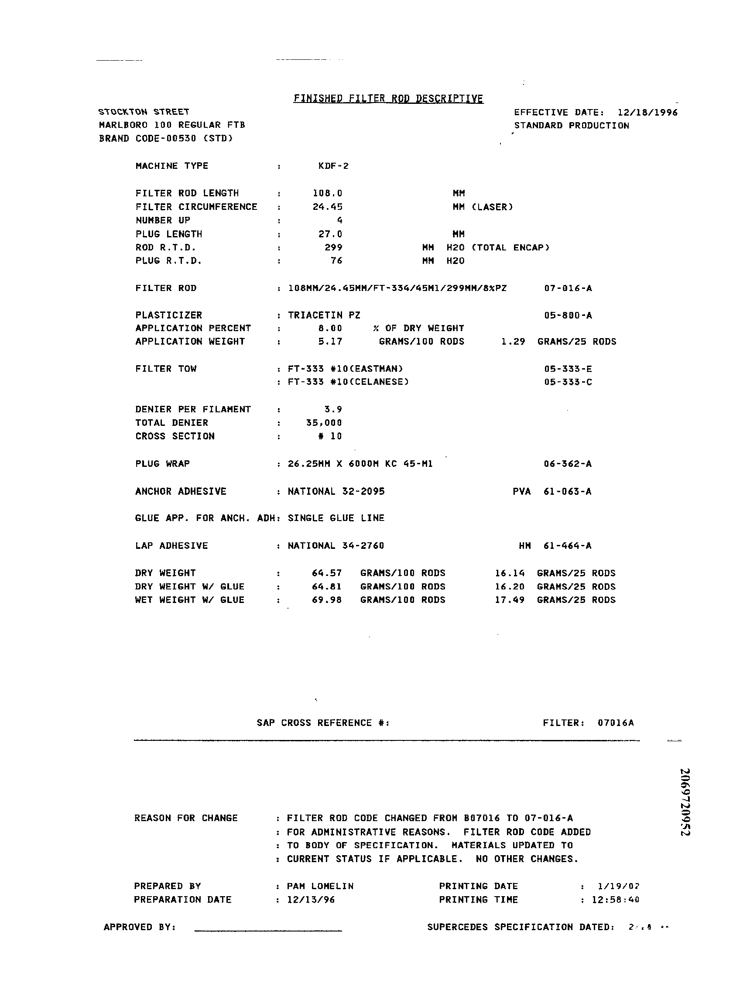 FINISHED FILTER ROD DESCRIPTIVE
STOCKTON STREET EFFECTIVE DATE: 12/18/1996
MARLBORO 100 REGULAR FTB STANDARD PRODUCTION
BRAND CODE-00530 (STD)
MACHINE TYPE : KDF-2
FILTER ROD LENGTH : 108.0 MM
FILTER CIRCUMFERENCE : 24.45 MM (LASER)
NUMBER UP : 4
PLUG LENGTH : 27.0 MM
ROD R.T.D. : 299 MM H2O (TOTAL ENCAP)
PLUG R.T.D. : 76 MM H2O
FILTER ROD : 108MM/24.45MM/FT-334/45M1/299MM/8%PZ 07-016-A
PLASTICIZER : TRIACETIN PZ 05-800-A
APPLICATION PERCENT : 8.00 % OF DRY WEIGHT
APPLICATION WEIGHT : 5.17 GRAMS/100 RODS 1.29 GRAMS/25 RODS
FILTER TOW : FT-333 #10(EASTMAN) 05-333-E
: FT-333 #10(CELANESE) 05-333-C
DENIER PER FILAMENT : 3.9
TOTAL DENIER : 35,000
CROSS SECTION : # 10
PLUG WRAP : 26.25MM X 6000M KC 45-M1 06-362-A
ANCHOR ADHESIVE : NATIONAL 32-2095 PVA 61-063-A
GLUE APP. FOR ANCH. ADH: SINGLE GLUE LINE
LAP ADHESIVE : NATIONAL 34-2760 HM 61-464-A
DRY WEIGHT : 64.57 GRAMS/100 RODS 16.14 GRAMS/25 RODS
DRY WEIGHT W/ GLUE : 64.81 GRAMS/100 RODS 16.20 GRAMS/25 RODS
WET WEIGHT W/ GLUE : 69.98 GRAMS/100 RODS 17.49 GRAMS/25 RODS
SAP CROSS REFERENCE #: FILTER: 07016A
2069720952
REASON FOR CHANGE : FILTER ROD CODE CHANGED FROM B07016 TO 07-016-A
: FOR ADMINISTRATIVE REASONS. FILTER ROD CODE ADDED
: TO BODY OF SPECIFICATION. MATERIALS UPDATED TO
: CURRENT STATUS IF APPLICABLE. NO OTHER CHANGES.
PREPARED BY : PAM LOMELIN PRINTING DATE : 1/19/02
PREPARATION DATE : 12/13/96 PRINTING TIME : 12:58:40
APPROVED BY: SUPERCEDES SPECIFICATION DATED: